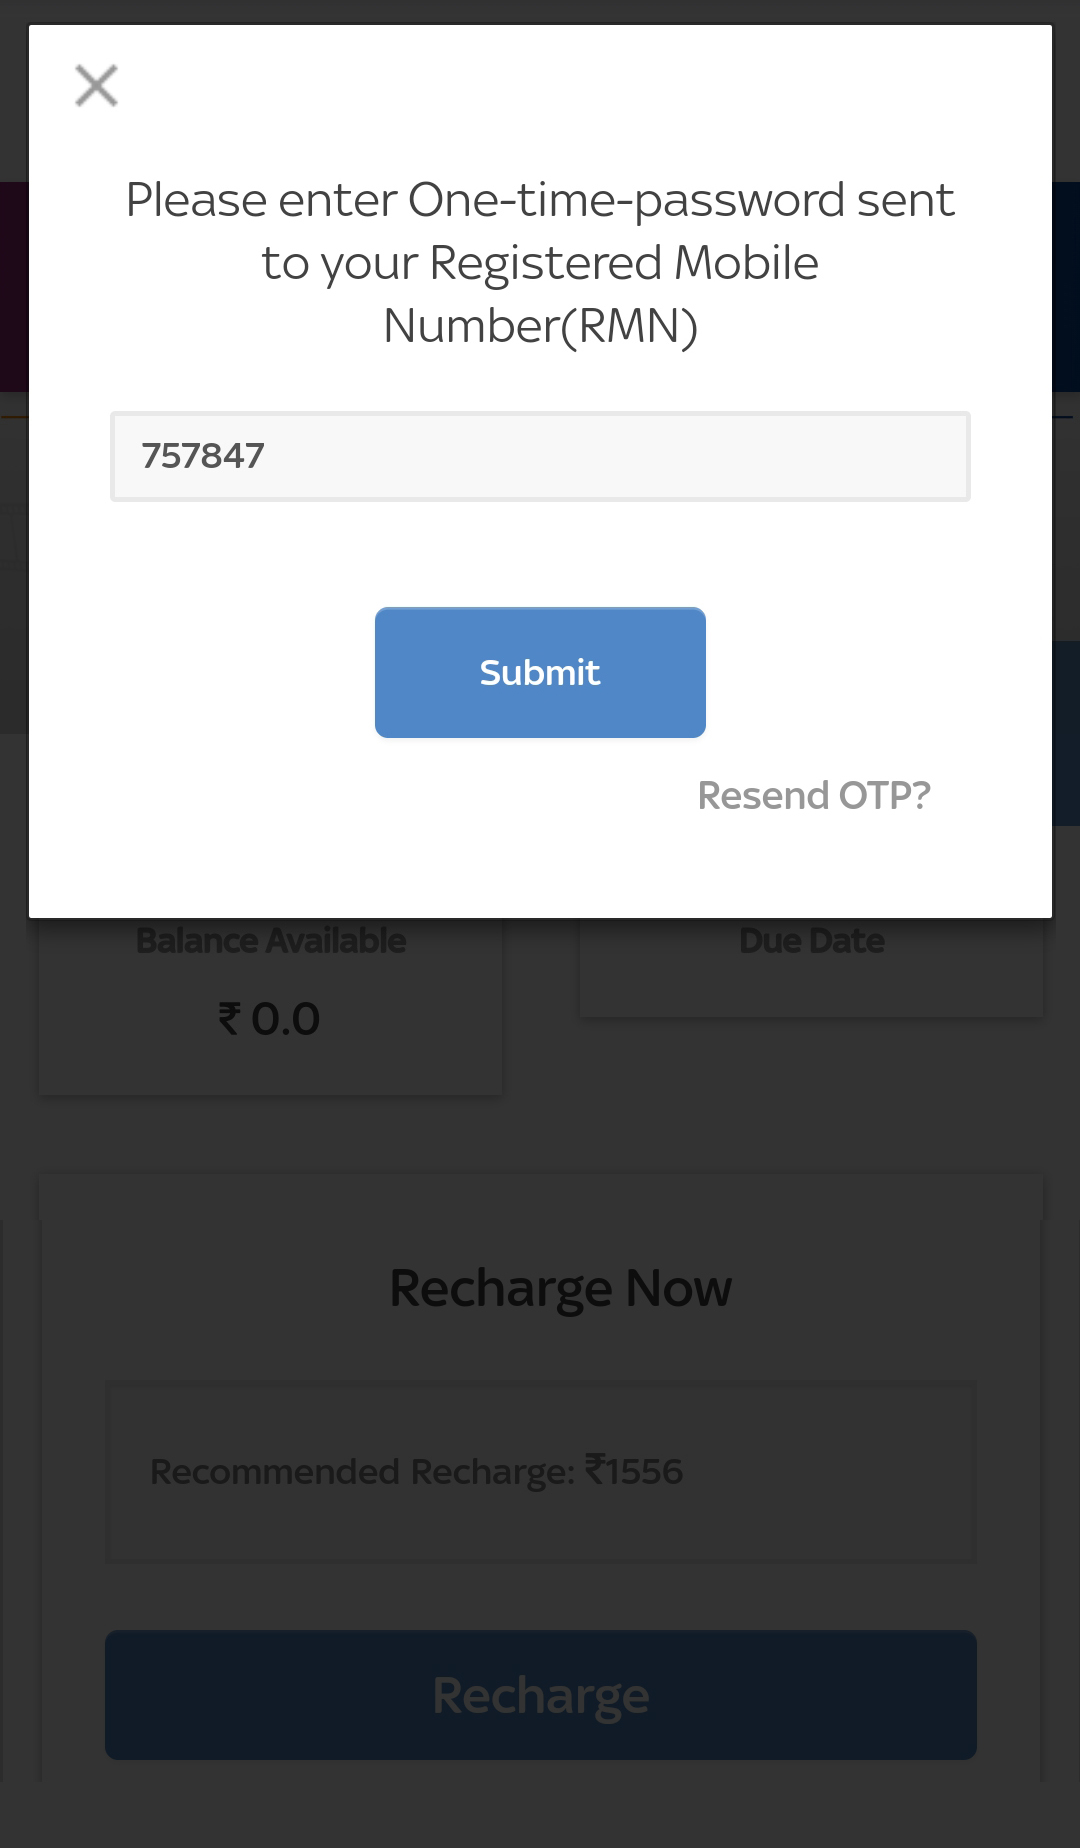 Please enter One-time-password sent
to your Registered Mobile
Number(RMN)
757847
Submit
Resend OTP?
Balance Available
₹ 0.0
Due Date
Recharge Now
Recommended Recharge: ₹1556
Recharge